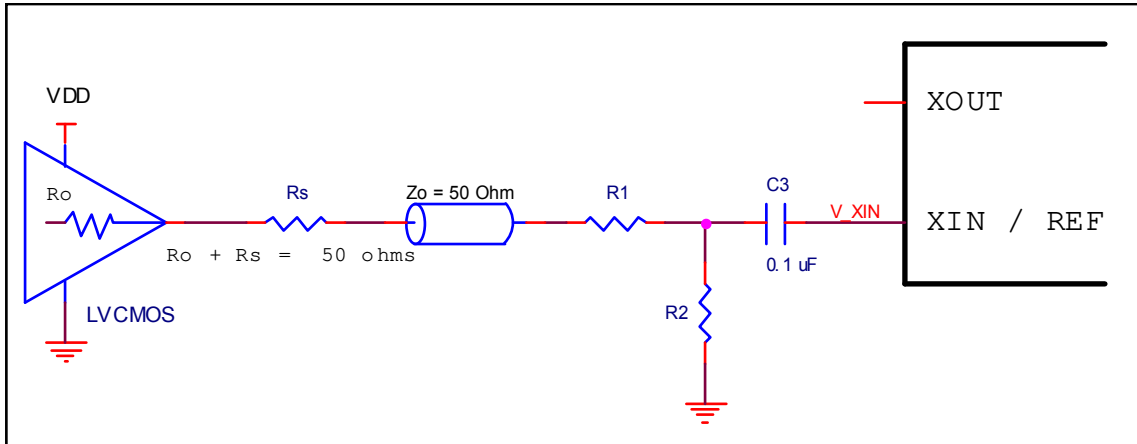 VDD
XOUT
Ro
Rs
Zo = 50 Ohm
R1
C3
V_XIN
XIN / REF
Ro + Rs = 50 ohms
0.1 uF
LVCMOS
R2